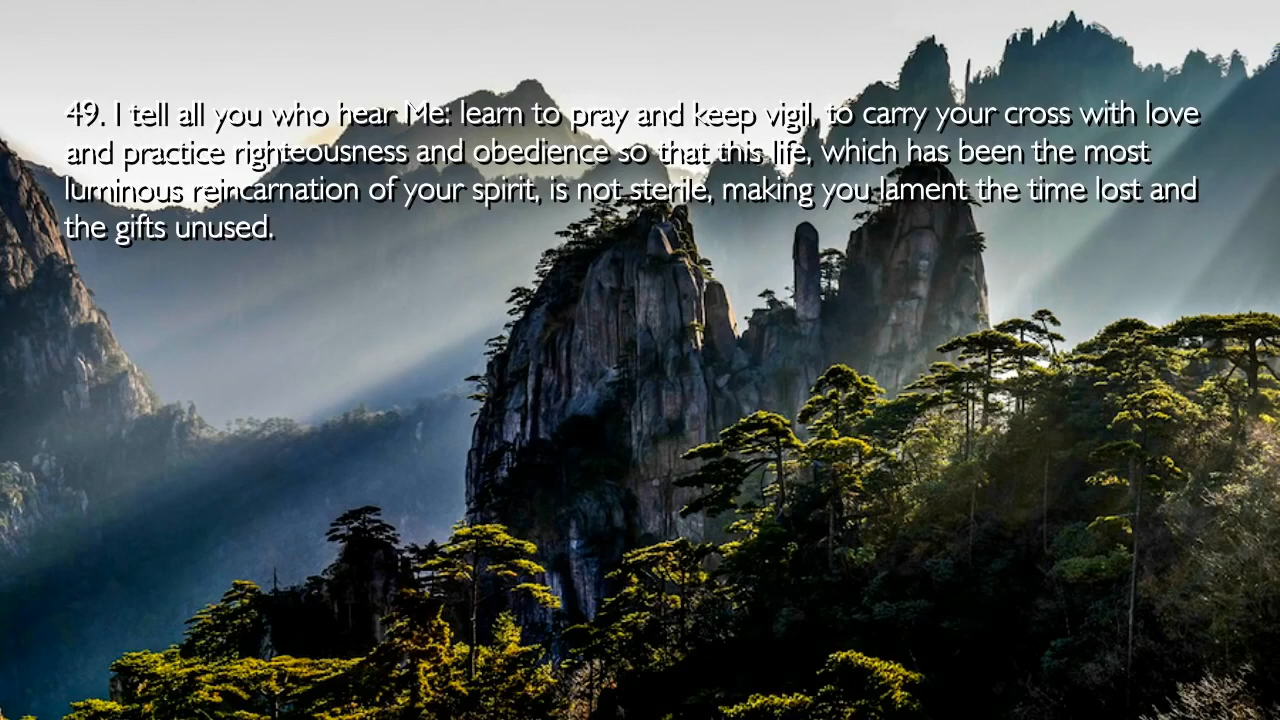 49. I tell all you who hear Me: learn to pray and keep vigil, to carry your cross with love
and practice righteousness and obedience so that this life, which has been the most
luminous reincarnation of your spirit, is not sterile, making you lament the time lost and
the gifts unused.